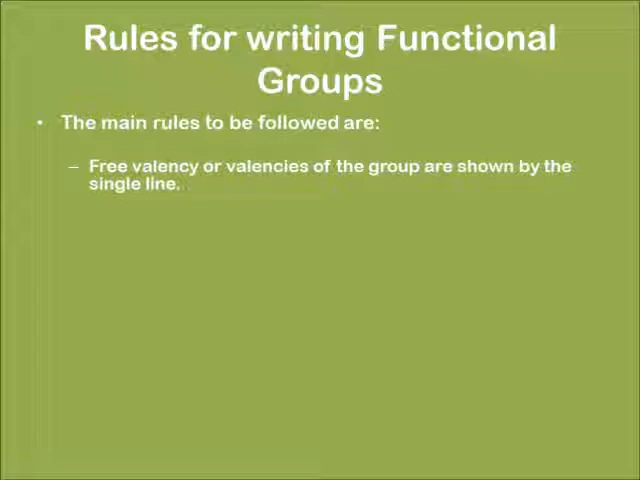 Rules for writing Functional
Groups
• The main rules to be followed are:
– Free valency or valencies of the group are shown by the
single line.